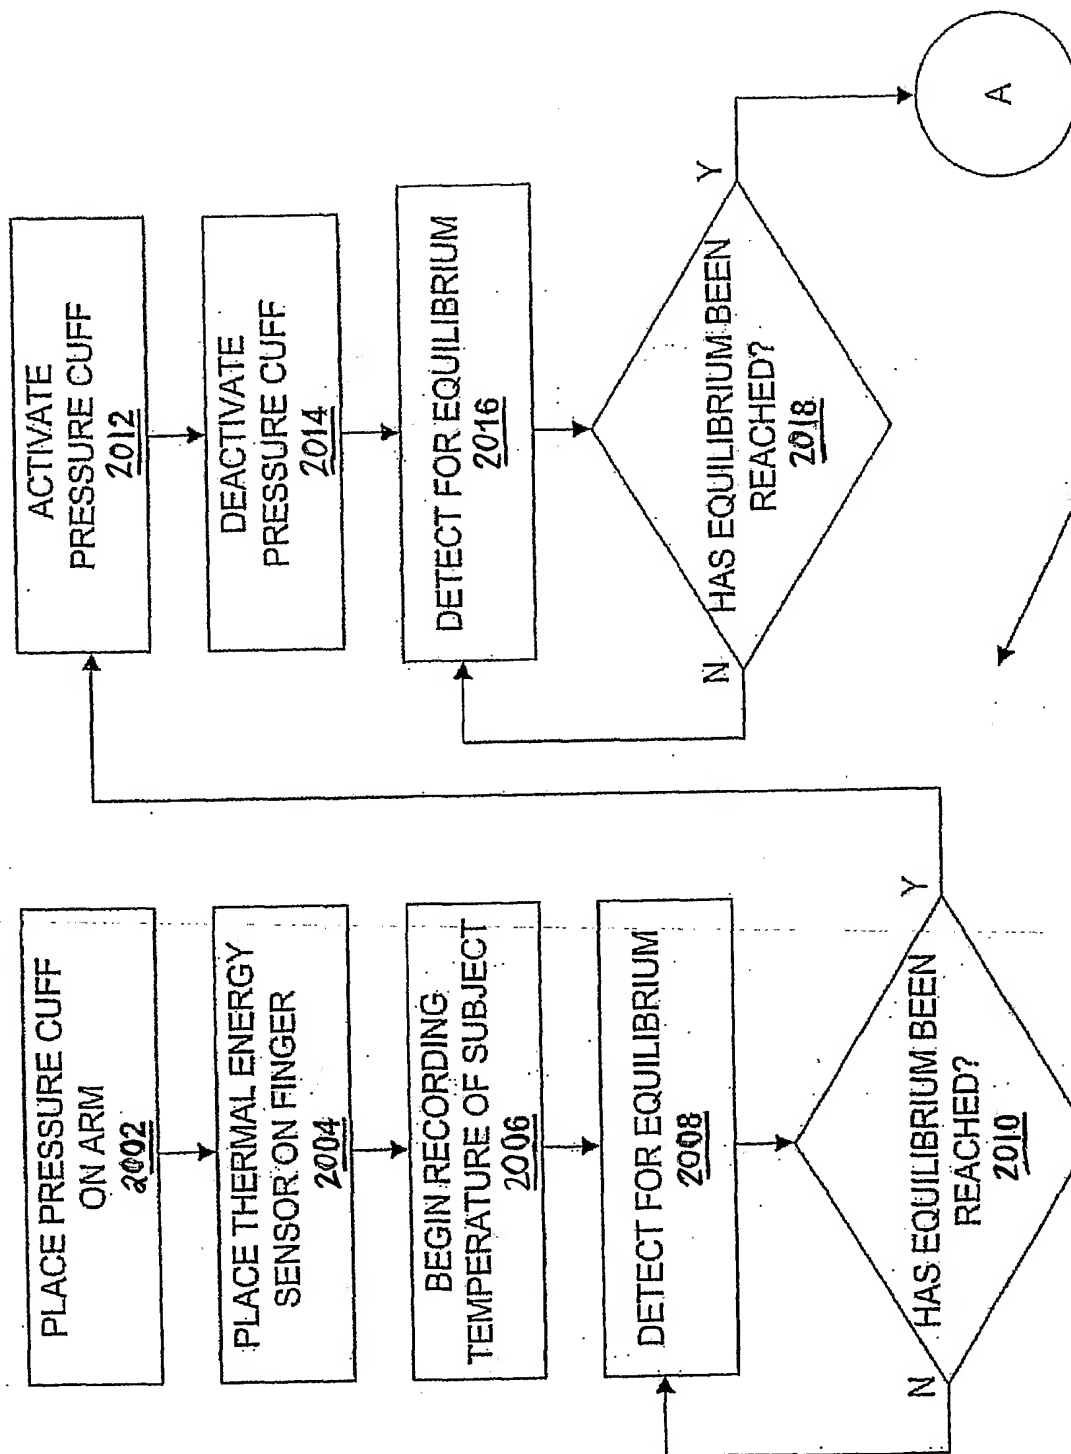 PLACE PRESSURE CUFF
ON ARM
2002
PLACE THERMAL ENERGY
SENSOR ON FINGER
2004
BEGIN RECORDING
TEMPERATURE OF SUBJECT
2006
DETECT FOR EQUILIBRIUM
2008
HAS EQUILIBRIUM BEEN
REACHED?
2010
N
Y
ACTIVATE
PRESSURE CUFF
2012
DEACTIVATE
PRESSURE CUFF
2014
DETECT FOR EQUILIBRIUM
2016
HAS EQUILIBRIUM BEEN
REACHED?
2018
N
Y
A